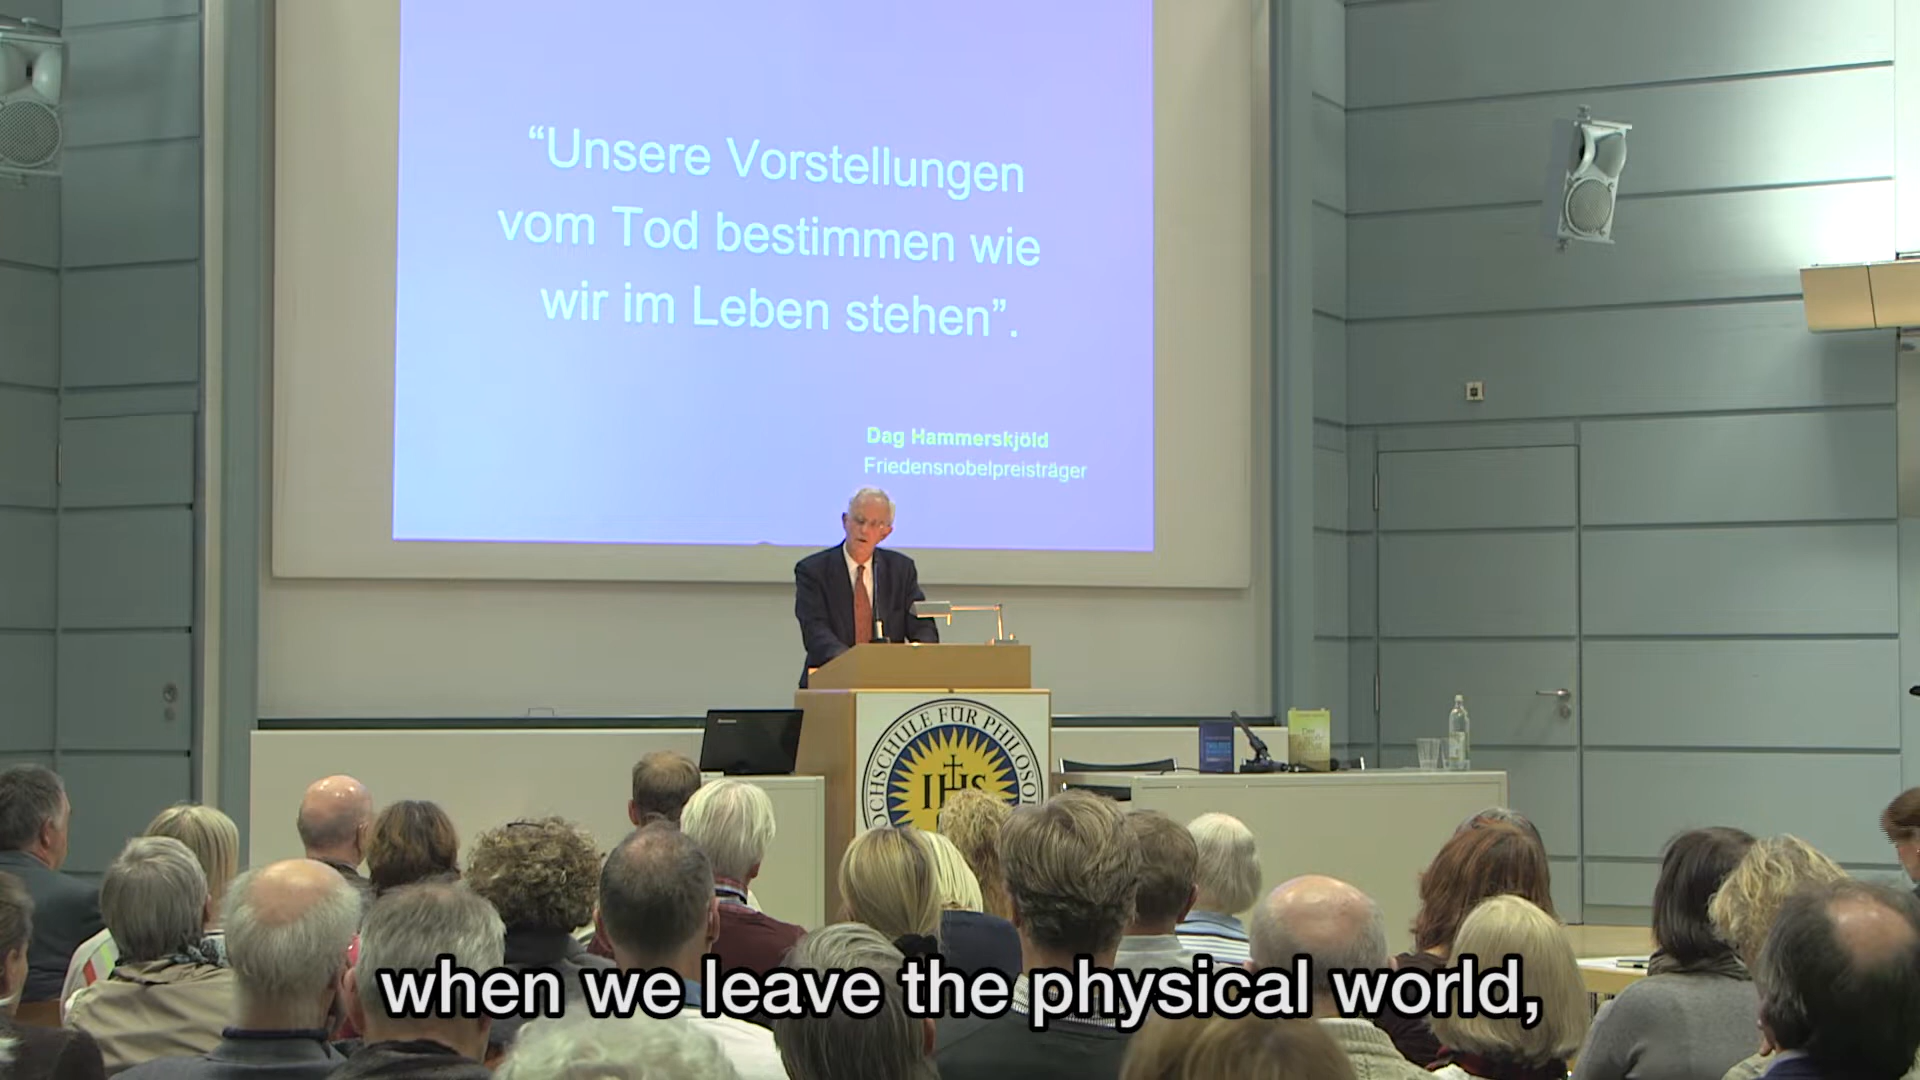 “Unsere Vorstellungen
vom Tod bestimmen wie
wir im Leben stehen”.
Dag Hammerskjöld
Friedensnobelpreisträger
HOCHSCHULE FÜR PHILOSO
IHS
when we leave the physical world,